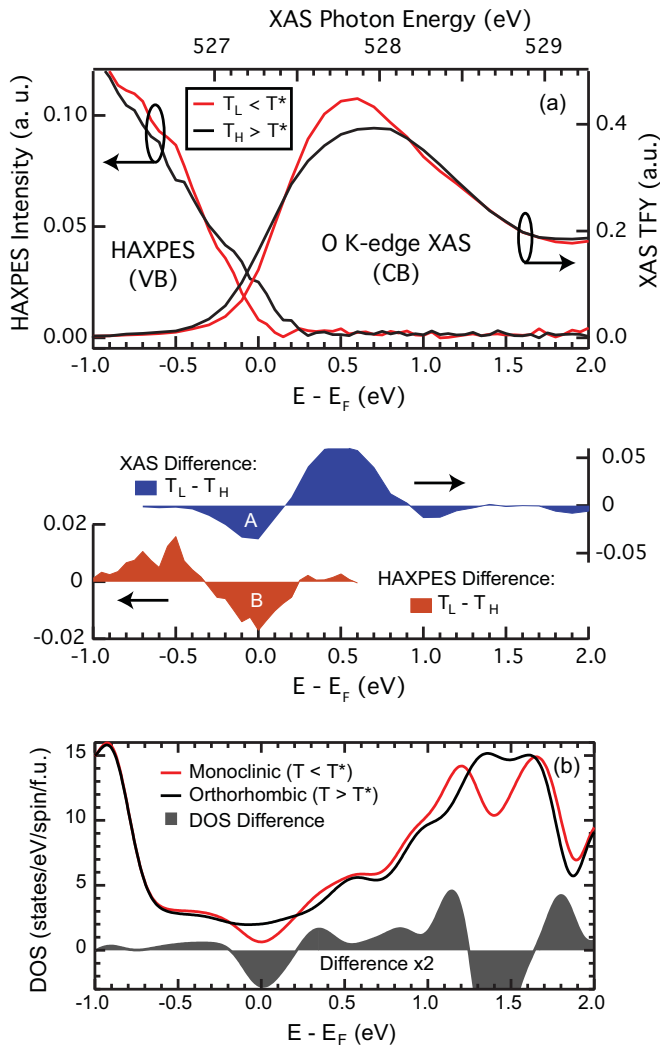 XAS Photon Energy (eV)
527 528 529
HAXPES Intensity (a. u.)
0.10
0.05
0.00
T_L < T*
T_H > T*
(a)
HAXPES
(VB)
O K-edge XAS
(CB)
0.4
0.2
0.0
XAS TFY (a.u.)
-1.0 -0.5 0.0 0.5 1.0 1.5 2.0
E - E_F (eV)
XAS Difference:
T_L - T_H
A
0.05
0
-0.05
0.02
0
-0.02
B
HAXPES Difference:
T_L - T_H
-1.0 -0.5 0.0 0.5 1.0 1.5 2.0
E - E_F (eV)
DOS (states/eV/spin/f.u.)
15
10
5
0
Monoclinic (T < T*)
Orthorhombic (T > T*)
DOS Difference
(b)
Difference x2
-1.0 -0.5 0.0 0.5 1.0 1.5 2.0
E - E_F (eV)